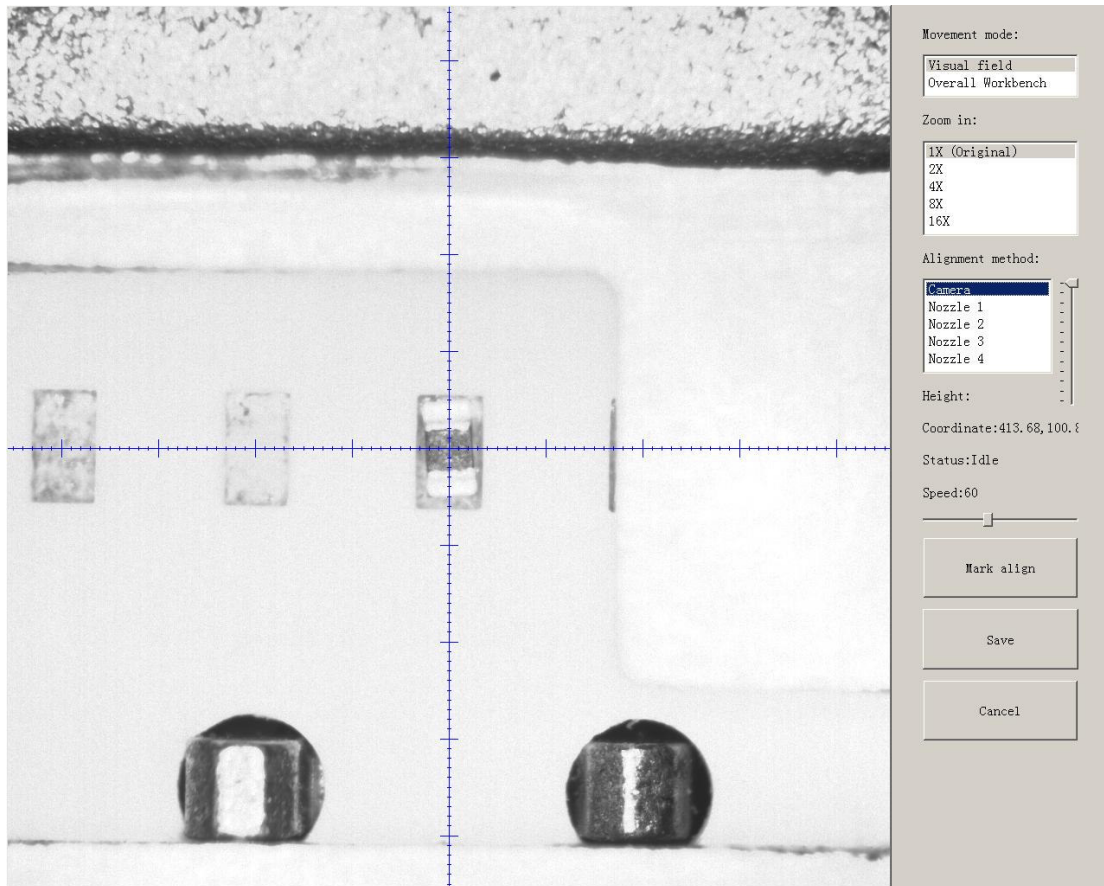 Movement mode:
Visual field
Overall Workbench
Zoom in:
1X (Original)
2X
4X
8X
16X
Alignment method:
Camera
Nozzle 1
Nozzle 2
Nozzle 3
Nozzle 4
Height:
Coordinate:413.68,100.8
Status:Idle
Speed:60
Mark align
Save
Cancel